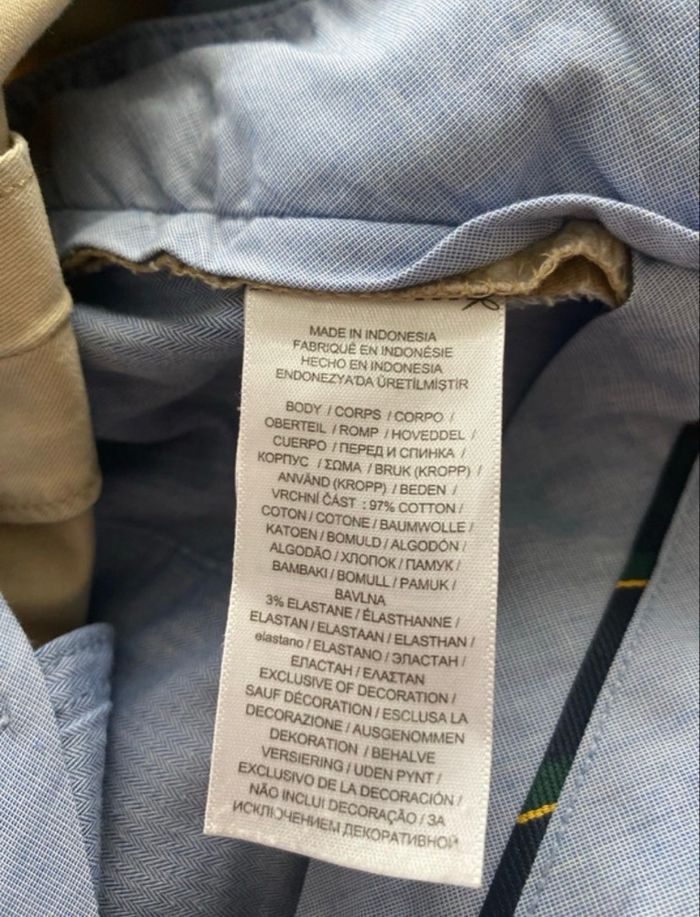 MADE IN INDONESIA
FABRIQUÉ EN INDONÉSIE
HECHO EN INDONESIA
ENDONEZYA'DA ÜRETİLMİŞTİR
BODY / CORPS / CORPO /
OBERTEIL / ROMP / HOVEDDEL /
CUERPO / ПЕРЕД И СПИНКА /
КОРПУС / ΣΩΜΑ / BRUK (KROPP) /
ANVÄND (KROPP) / BEDEN /
VRCHNÍ ČÁST : 97% COTTON /
COTON / COTONE / BAUMWOLLE /
KATOEN / BOMULD / ALGODÓN /
ALGODÃO / ХЛОПОК / ПАМУК /
BAMBAKI / BOMULL / PAMUK /
BAVLNA
3% ELASTANE / ÉLASTHANNE /
ELASTAN / ELASTAAN / ELASTHAN /
elastano / ELASTANO / ЭЛАСТАН /
ЕЛАСТАН / ΕΛΑΣΤΑΝ
EXCLUSIVE OF DECORATION /
SAUF DÉCORATION / ESCLUSA LA
DECORAZIONE / AUSGENOMMEN
DEKORATION / BEHALVE
VERSIERING / UDEN PYNT /
EXCLUSIVO DE LA DECORACIÓN /
NÃO INCLUI DECORAÇÃO / ЗА
ИСКЛЮЧЕНИЕМ ДЕКОРАТИВНОЙ